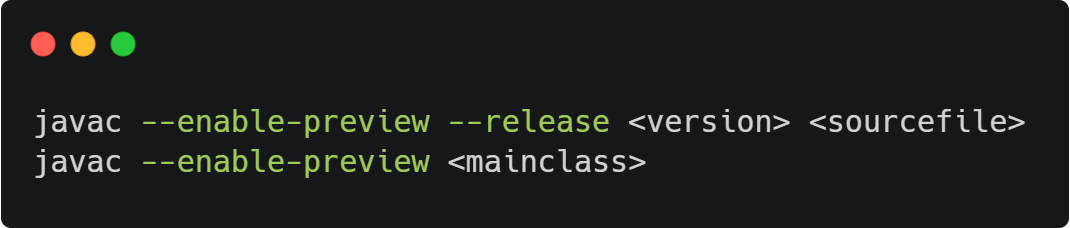 javac --enable-preview --release <version> <sourcefile>
javac --enable-preview <mainclass>